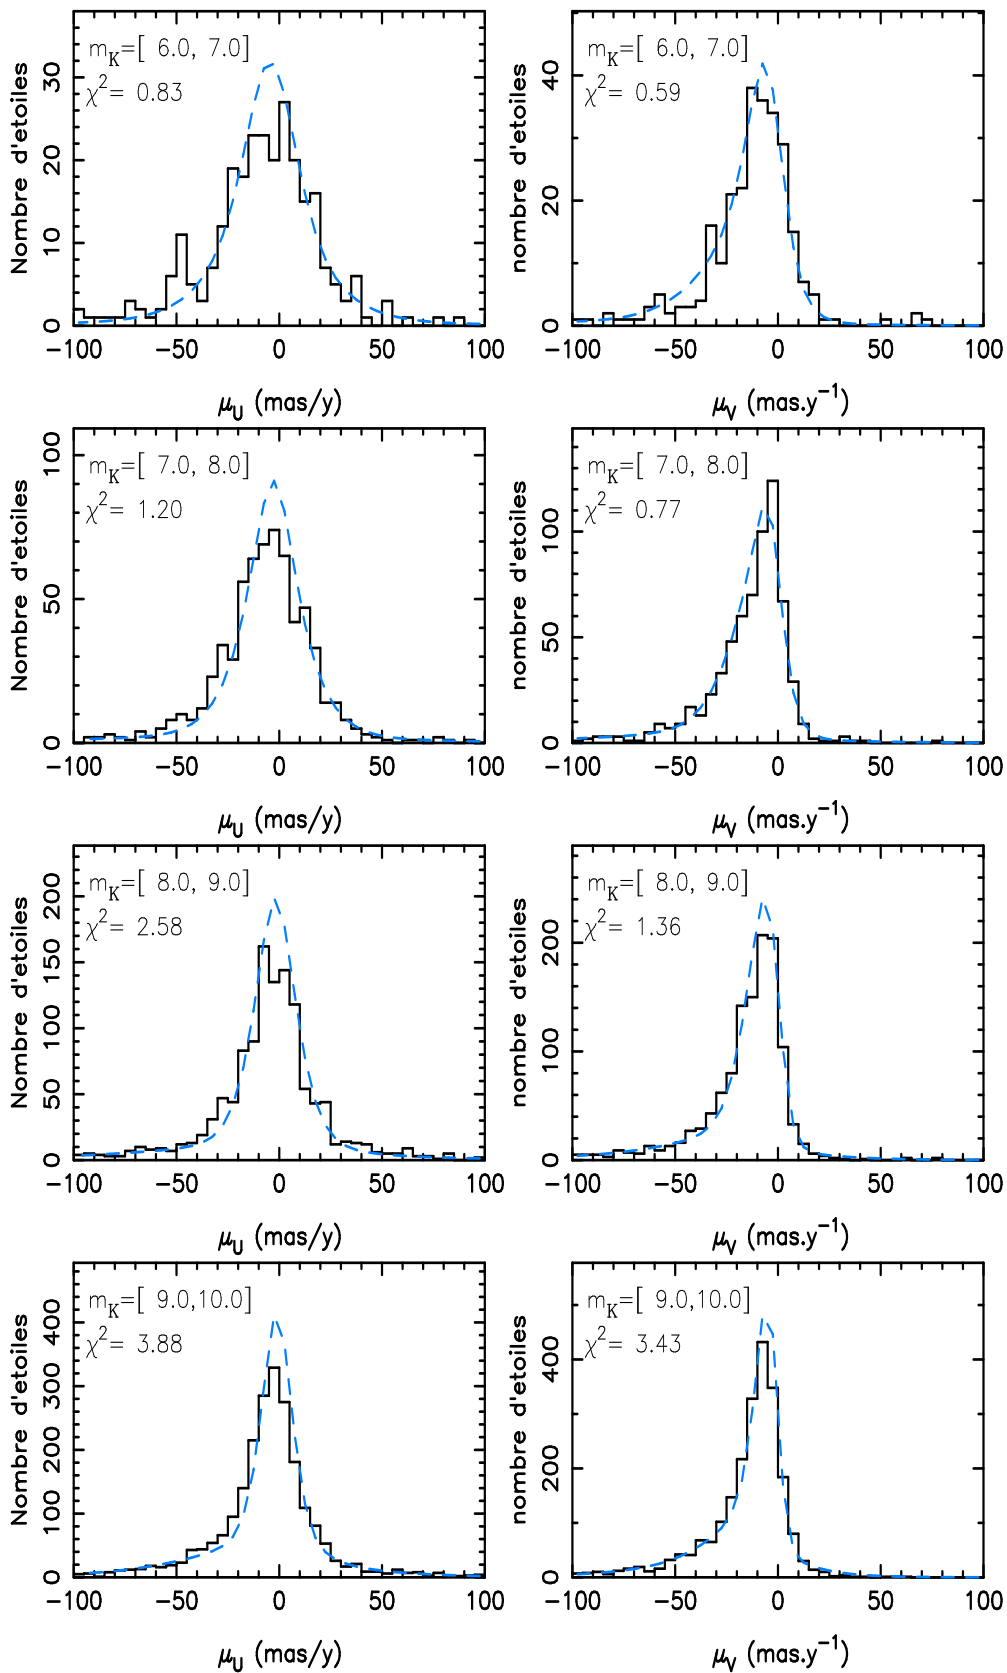 m_K=[ 6.0, 7.0]
χ²= 0.83
Nombre d'etoiles
30
20
10
0
−100 −50 0 50 100
μ_U (mas/y)
m_K=[ 6.0, 7.0]
χ²= 0.59
nombre d'etoiles
40
20
0
−100 −50 0 50 100
μ_V (mas.y⁻¹)
m_K=[ 7.0, 8.0]
χ²= 1.20
Nombre d'etoiles
100
50
0
−100 −50 0 50 100
μ_U (mas/y)
m_K=[ 7.0, 8.0]
χ²= 0.77
nombre d'etoiles
100
50
0
−100 −50 0 50 100
μ_V (mas.y⁻¹)
m_K=[ 8.0, 9.0]
χ²= 2.58
Nombre d'etoiles
200
150
100
50
0
−100 −50 0 50 100
μ_U (mas/y)
m_K=[ 8.0, 9.0]
χ²= 1.36
nombre d'etoiles
200
100
0
−100 −50 0 50 100
μ_V (mas.y⁻¹)
m_K=[ 9.0,10.0]
χ²= 3.88
Nombre d'etoiles
400
300
200
100
0
−100 −50 0 50 100
μ_U (mas/y)
m_K=[ 9.0,10.0]
χ²= 3.43
nombre d'etoiles
400
200
0
−100 −50 0 50 100
μ_V (mas.y⁻¹)